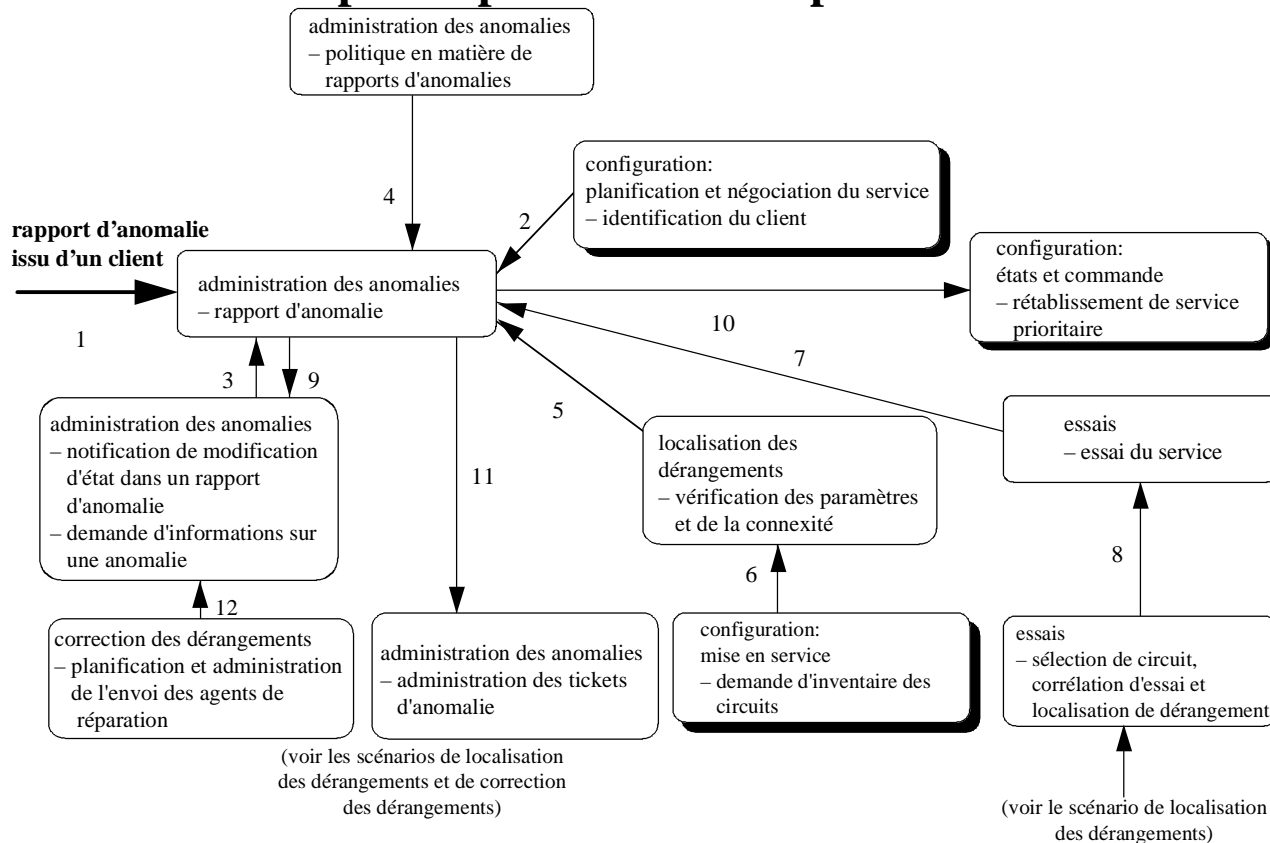 administration des anomalies
– politique en matière de
rapports d'anomalies
4
configuration:
planification et négociation du service
– identification du client
2
rapport d’anomalie
issu d’un client
1
administration des anomalies
– rapport d'anomalie
configuration:
états et commande
– rétablissement de service
prioritaire
10
7
3
9
5
11
administration des anomalies
– notification de modification
d'état dans un rapport
d'anomalie
– demande d'informations sur
une anomalie
localisation des
dérangements
– vérification des paramètres
et de la connexité
essais
– essai du service
8
6
12
correction des dérangements
– planification et administration
de l'envoi des agents de
réparation
administration des anomalies
– administration des tickets
d'anomalie
(voir les scénarios de localisation
des dérangements et de correction
des dérangements)
configuration:
mise en service
– demande d'inventaire des
circuits
essais
– sélection de circuit,
corrélation d'essai et
localisation de dérangement
(voir le scénario de localisation
des dérangements)